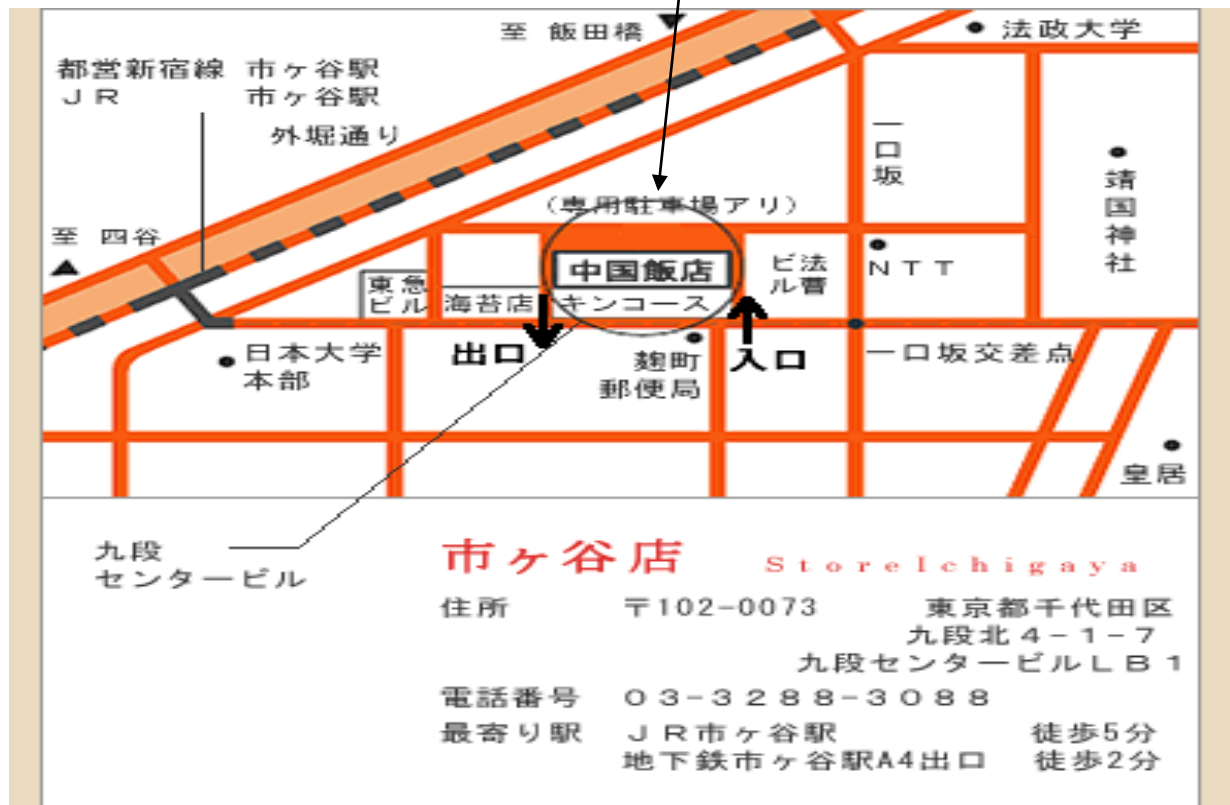 至 飯田橋
法政大学
都営新宿線 市ヶ谷駅
JR 市ヶ谷駅
外堀通り
一口坂
靖国神社
(専用駐車場アリ)
至 四谷
中国飯店
法曹
ビル
NTT
東急
ビル
海苔店
キンコース
出口
入口
日本大学
本部
麹町
郵便局
一口坂交差点
皇居
九段
センタービル
市ヶ谷店 StoreIchigaya
住所 〒102-0073 東京都千代田区
九段北4-1-7
九段センタービルLB1
電話番号 03-3288-3088
最寄り駅 JR市ヶ谷駅 徒歩5分
地下鉄市ヶ谷駅A4出口 徒歩2分